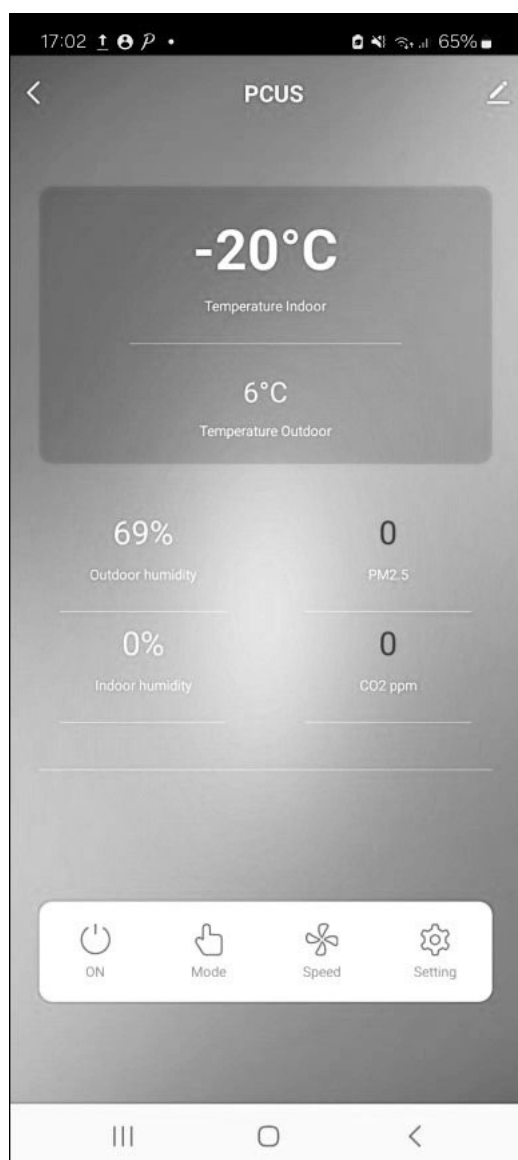 17:02
65%
PCUS
-20°C
Temperature Indoor
6°C
Temperature Outdoor
69%
0
Outdoor humidity
PM2.5
0%
0
Indoor humidity
CO2 ppm
ON
Mode
Speed
Setting